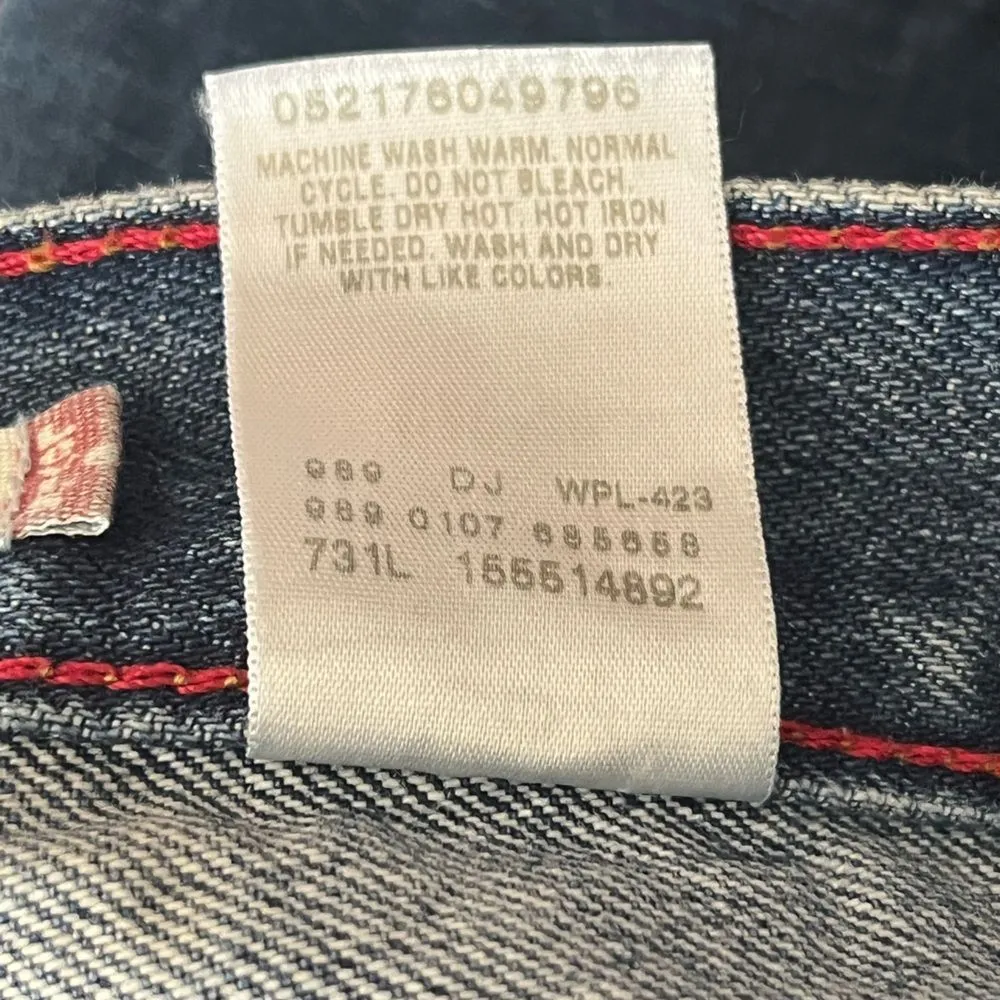 052176049796
MACHINE WASH WARM. NORMAL
CYCLE. DO NOT BLEACH.
TUMBLE DRY HOT. HOT IRON
IF NEEDED. WASH AND DRY
WITH LIKE COLORS.
989 DJ WPL-423
989 0107 685658
731L 155514892